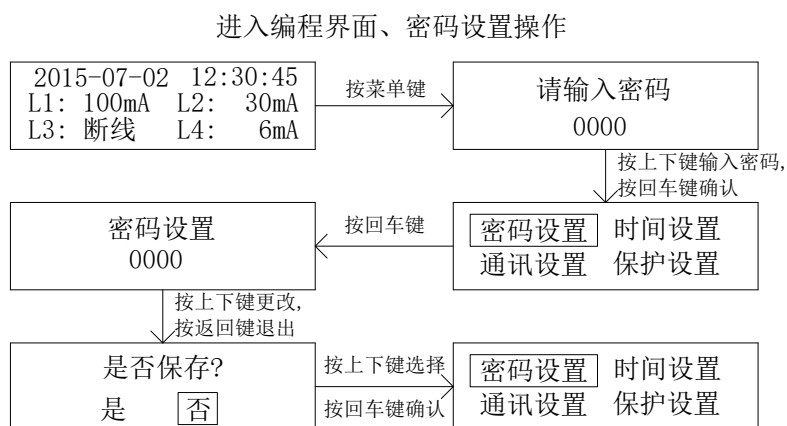 进入编程界面、密码设置操作
2015-07-02 12:30:45
L1: 100mA L2: 30mA
L3: 断线 L4: 6mA
按菜单键
请输入密码
0000
按上下键输入密码,
按回车键确认
密码设置 时间设置
通讯设置 保护设置
按回车键
密码设置
0000
按上下键更改,
按返回键退出
是否保存?
是 否
按上下键选择
按回车键确认
密码设置 时间设置
通讯设置 保护设置